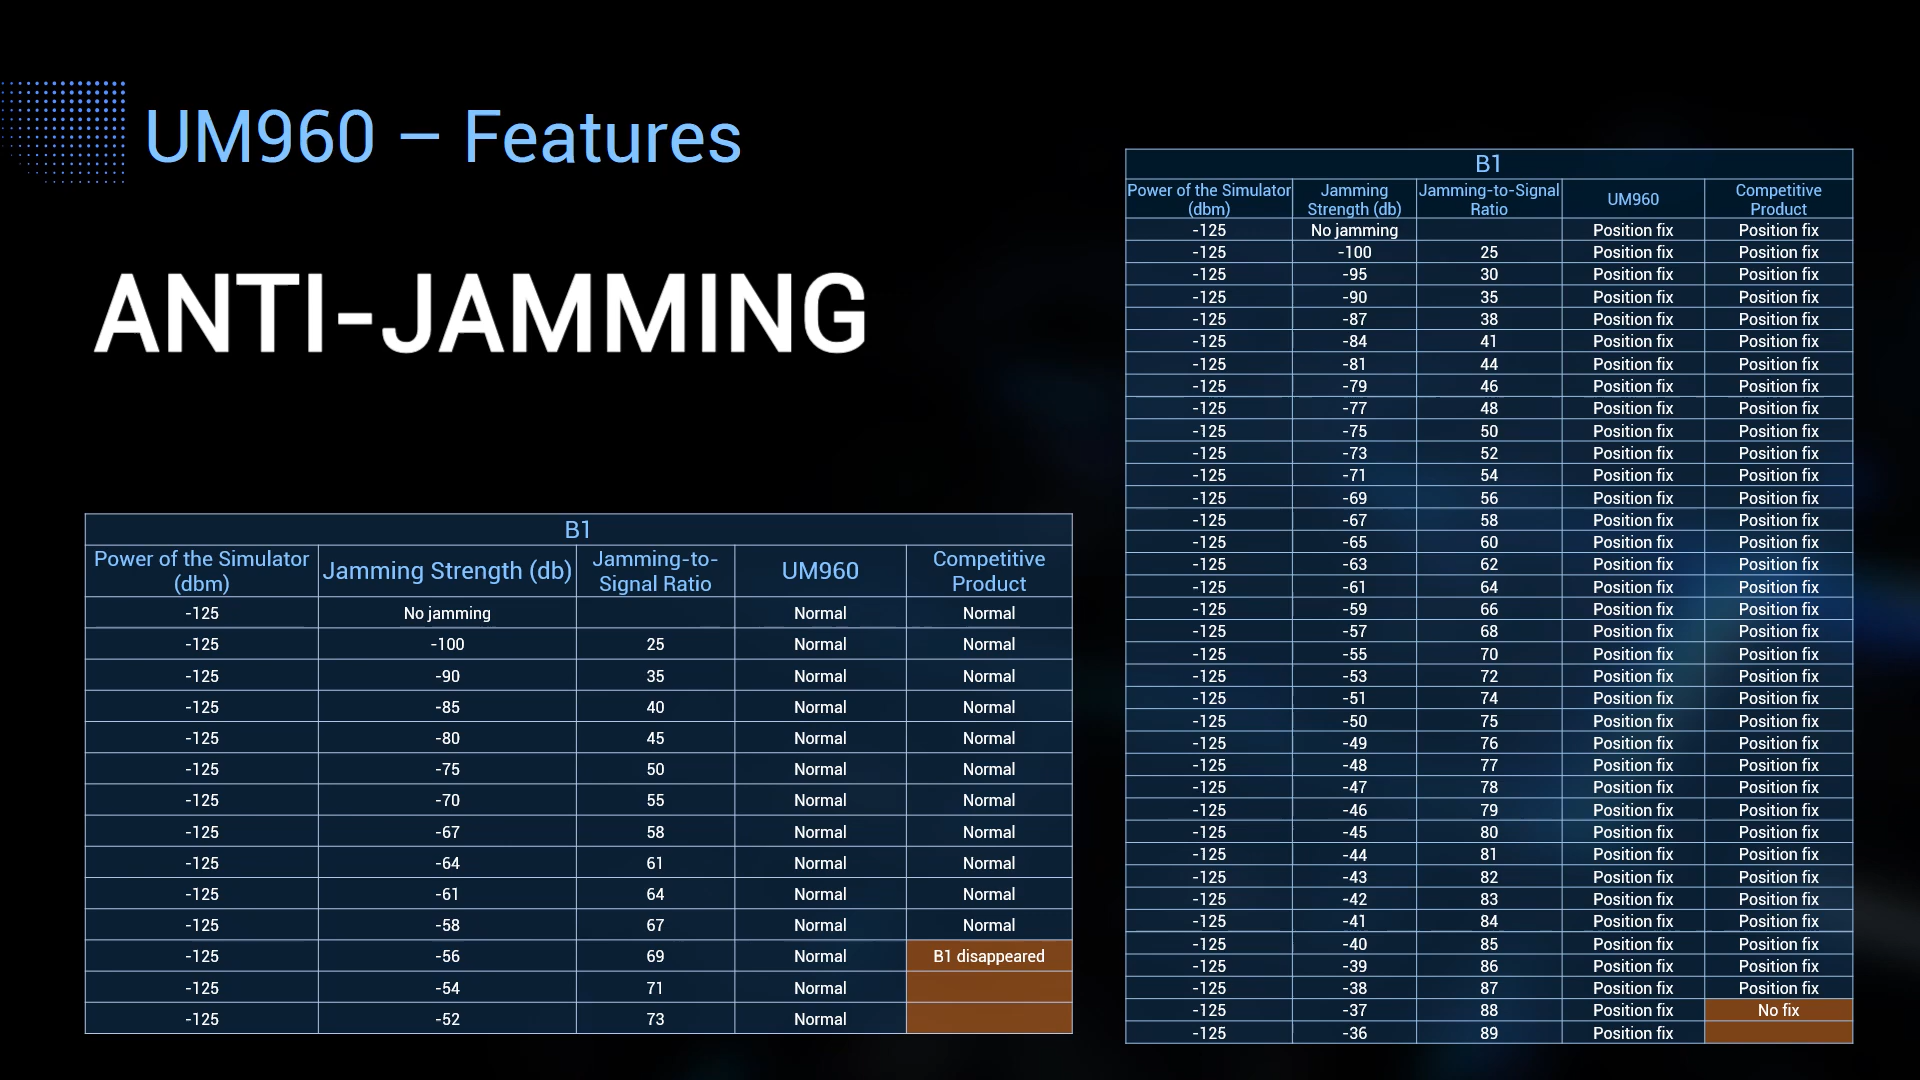 UM960 – Features
ANTI-JAMMING
B1
Power of the Simulator (dbm) Jamming Strength (db) Jamming-to-Signal Ratio UM960 Competitive Product
-125 No jamming Normal Normal
-125 -100 25 Normal Normal
-125 -90 35 Normal Normal
-125 -85 40 Normal Normal
-125 -80 45 Normal Normal
-125 -75 50 Normal Normal
-125 -70 55 Normal Normal
-125 -67 58 Normal Normal
-125 -64 61 Normal Normal
-125 -61 64 Normal Normal
-125 -58 67 Normal Normal
-125 -56 69 Normal B1 disappeared
-125 -54 71 Normal
-125 -52 73 Normal
B1
Power of the Simulator (dbm) Jamming Strength (db) Jamming-to-Signal Ratio UM960 Competitive Product
-125 No jamming Position fix Position fix
-125 -100 25 Position fix Position fix
-125 -95 30 Position fix Position fix
-125 -90 35 Position fix Position fix
-125 -87 38 Position fix Position fix
-125 -84 41 Position fix Position fix
-125 -81 44 Position fix Position fix
-125 -79 46 Position fix Position fix
-125 -77 48 Position fix Position fix
-125 -75 50 Position fix Position fix
-125 -73 52 Position fix Position fix
-125 -71 54 Position fix Position fix
-125 -69 56 Position fix Position fix
-125 -67 58 Position fix Position fix
-125 -65 60 Position fix Position fix
-125 -63 62 Position fix Position fix
-125 -61 64 Position fix Position fix
-125 -59 66 Position fix Position fix
-125 -57 68 Position fix Position fix
-125 -55 70 Position fix Position fix
-125 -53 72 Position fix Position fix
-125 -51 74 Position fix Position fix
-125 -50 75 Position fix Position fix
-125 -49 76 Position fix Position fix
-125 -48 77 Position fix Position fix
-125 -47 78 Position fix Position fix
-125 -46 79 Position fix Position fix
-125 -45 80 Position fix Position fix
-125 -44 81 Position fix Position fix
-125 -43 82 Position fix Position fix
-125 -42 83 Position fix Position fix
-125 -41 84 Position fix Position fix
-125 -40 85 Position fix Position fix
-125 -39 86 Position fix Position fix
-125 -38 87 Position fix Position fix
-125 -37 88 Position fix No fix
-125 -36 89 Position fix